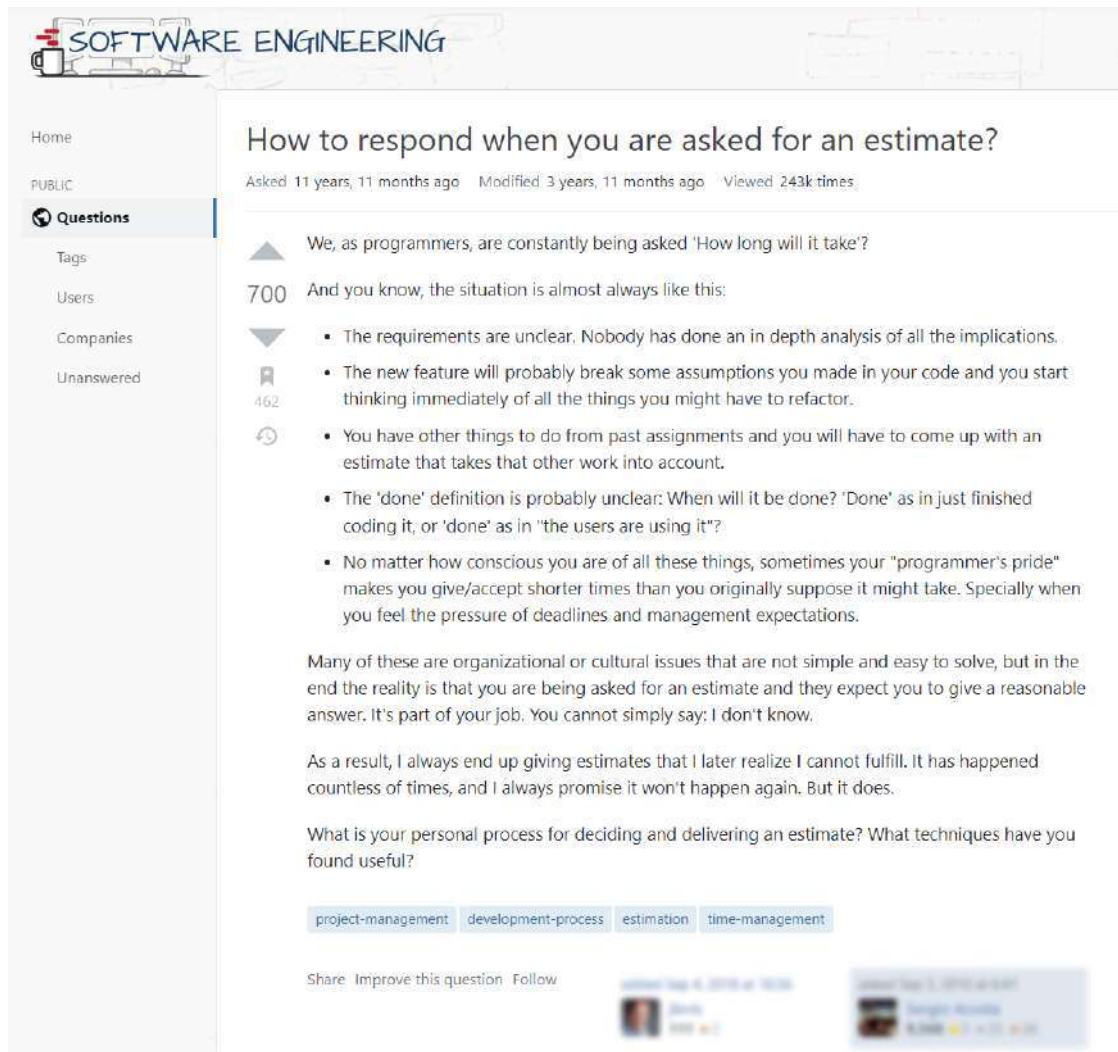 SOFTWARE ENGINEERING
Home
PUBLIC
Questions
Tags
Users
Companies
Unanswered
How to respond when you are asked for an estimate?
Asked 11 years, 11 months ago Modified 3 years, 11 months ago Viewed 243k times
700
462
We, as programmers, are constantly being asked 'How long will it take'?
And you know, the situation is almost always like this:
• The requirements are unclear. Nobody has done an in depth analysis of all the implications.
• The new feature will probably break some assumptions you made in your code and you start
thinking immediately of all the things you might have to refactor.
• You have other things to do from past assignments and you will have to come up with an
estimate that takes that other work into account.
• The 'done' definition is probably unclear: When will it be done? 'Done' as in just finished
coding it, or 'done' as in "the users are using it"?
• No matter how conscious you are of all these things, sometimes your "programmer's pride"
makes you give/accept shorter times than you originally suppose it might take. Specially when
you feel the pressure of deadlines and management expectations.
Many of these are organizational or cultural issues that are not simple and easy to solve, but in the
end the reality is that you are being asked for an estimate and they expect you to give a reasonable
answer. It's part of your job. You cannot simply say: I don't know.
As a result, I always end up giving estimates that I later realize I cannot fulfill. It has happened
countless of times, and I always promise it won't happen again. But it does.
What is your personal process for deciding and delivering an estimate? What techniques have you
found useful?
project-management development-process estimation time-management
Share Improve this question Follow